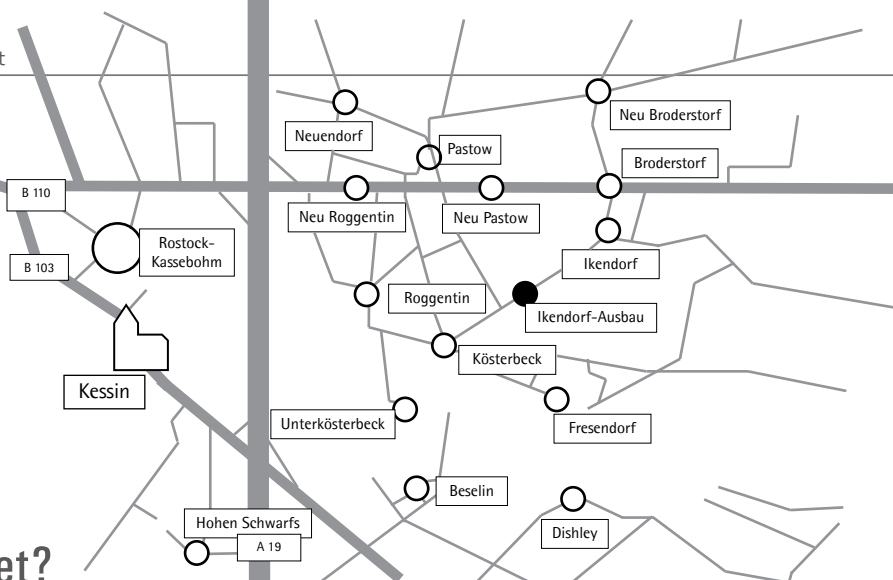 t
Neu Broderstorf
Neuendorf
Pastow
Broderstorf
B 110
Neu Roggentin
Neu Pastow
Rostock-
Kassebohm
B 103
Ikendorf
Roggentin
Ikendorf-Ausbau
Kösterbeck
Kessin
Unterkösterbeck
Fresendorf
Beselin
Hohen Schwarfs
Dishley
A 19
et?